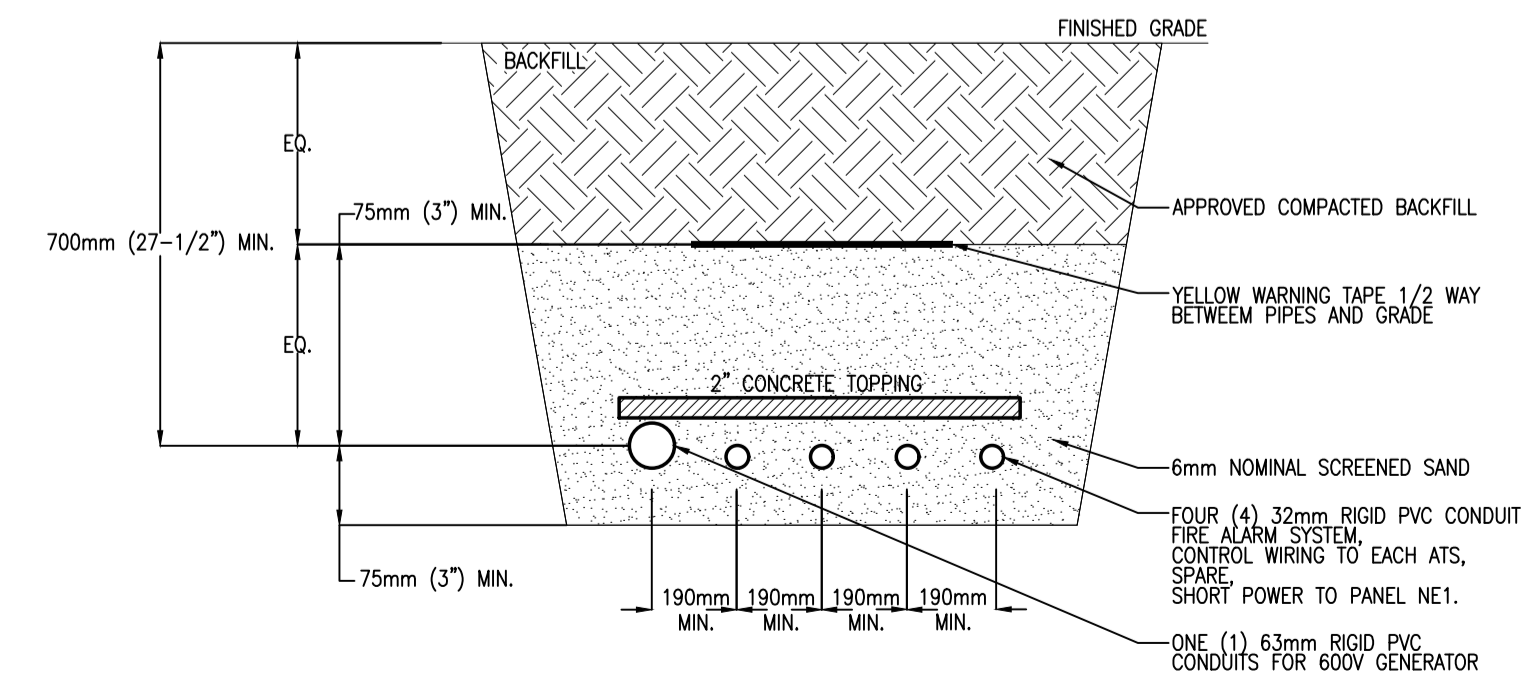 FINISHED GRADE
BACKFILL
EQ.
75mm (3") MIN.
APPROVED COMPACTED BACKFILL
700mm (27-1/2") MIN.
YELLOW WARNING TAPE 1/2 WAY
BETWEEM PIPES AND GRADE
EQ.
2" CONCRETE TOPPING
6mm NOMINAL SCREENED SAND
FOUR (4) 32mm RIGID PVC CONDUIT
FIRE ALARM SYSTEM,
CONTROL WIRING TO EACH ATS,
SPARE,
SHORT POWER TO PANEL NE1.
75mm (3") MIN.
190mm
MIN.
190mm
MIN.
190mm
MIN.
190mm
MIN.
ONE (1) 63mm RIGID PVC
CONDUITS FOR 600V GENERATOR